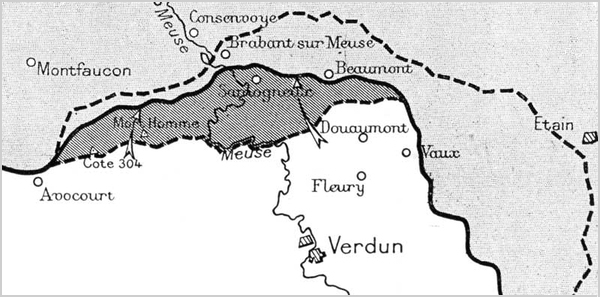 Consenvoye
Meuse
Brabant sur Meuse
Montfaucon
Beaumont
Samogneux
Mort Homme
Etain
Douaumont
Meuse
Vaux
Cote 304
Fleury
Avocourt
Verdun